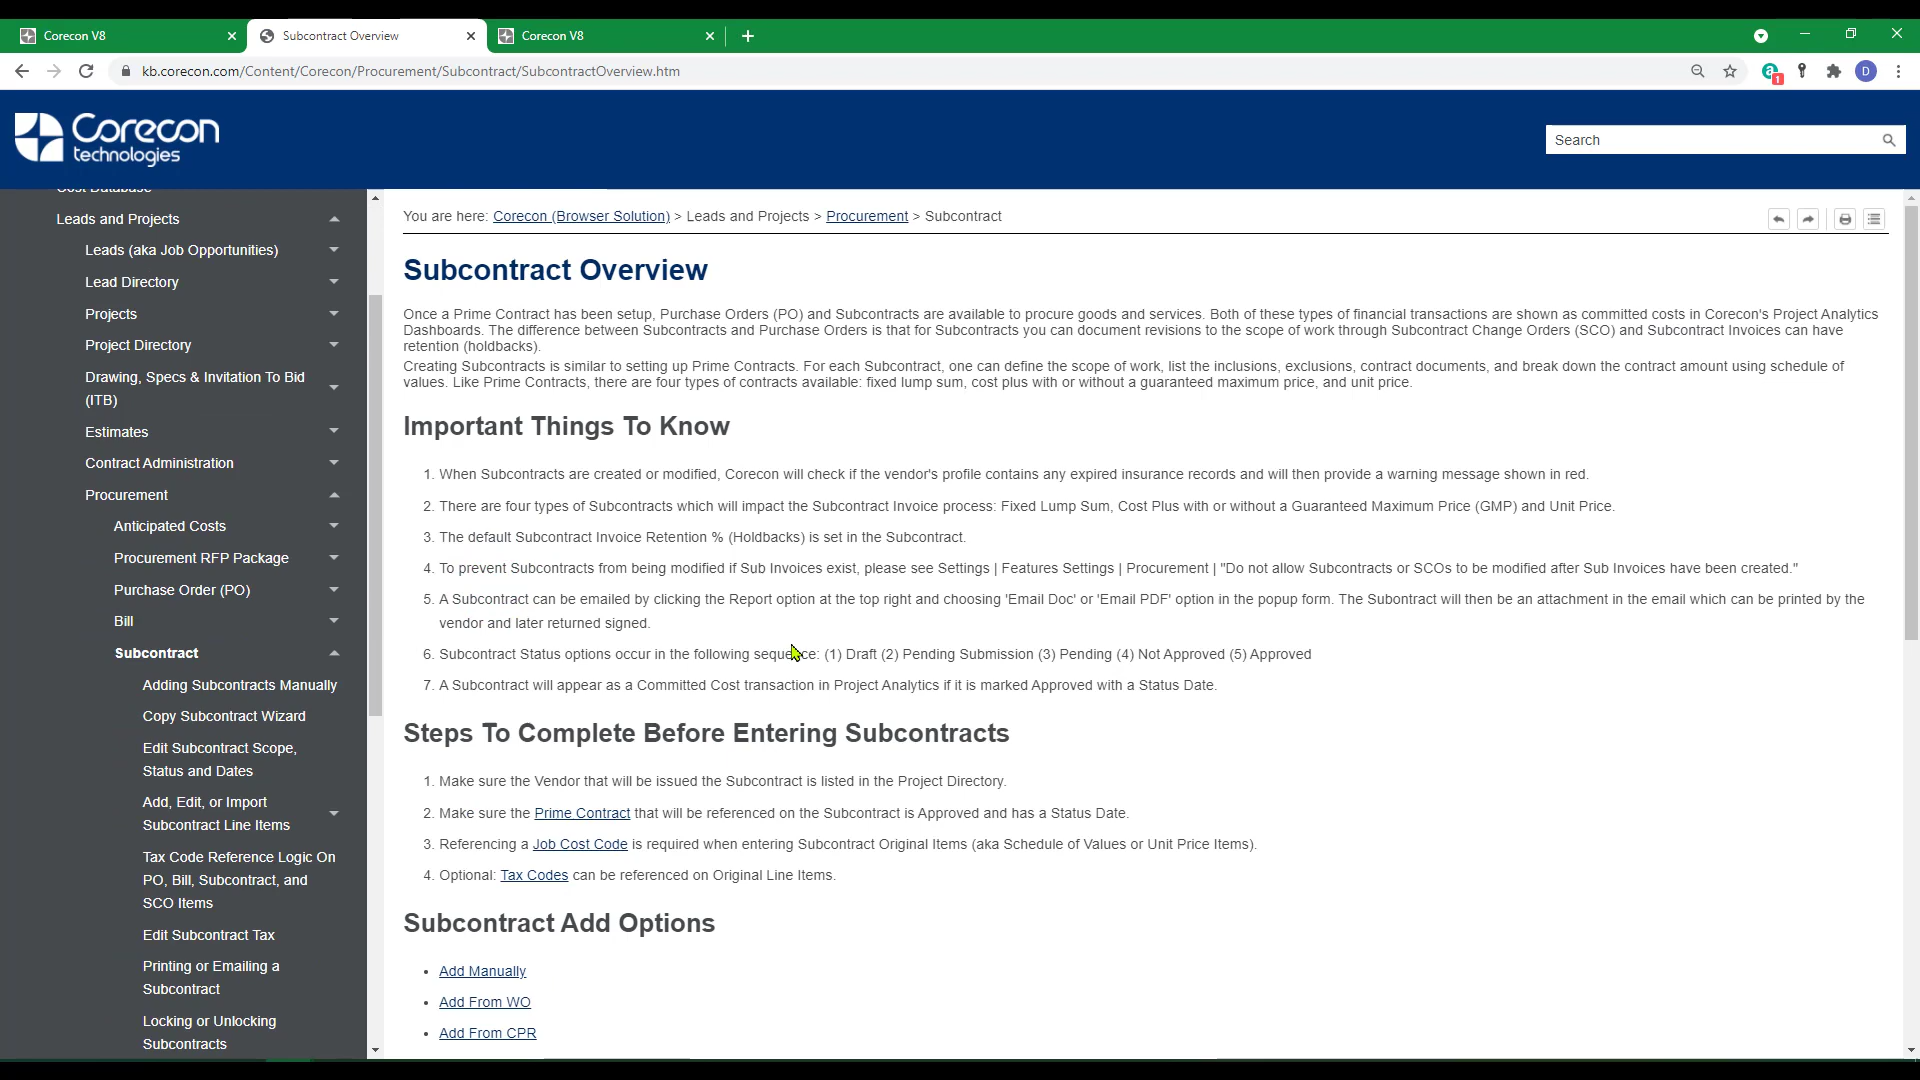 Corecon V8
Subcontract Overview
Corecon V8
kb.corecon.com/Content/Corecon/Procurement/Subcontract/SubcontractOverview.htm
1
D
Corecon
technologies
Search
Cost Database
Leads and Projects
Leads (aka Job Opportunities)
Lead Directory
Projects
Project Directory
Drawing, Specs & Invitation To Bid
(ITB)
Estimates
Contract Administration
Procurement
Anticipated Costs
Procurement RFP Package
Purchase Order (PO)
Bill
Subcontract
Adding Subcontracts Manually
Copy Subcontract Wizard
Edit Subcontract Scope,
Status and Dates
Add, Edit, or Import
Subcontract Line Items
Tax Code Reference Logic On
PO, Bill, Subcontract, and
SCO Items
Edit Subcontract Tax
Printing or Emailing a
Subcontract
Locking or Unlocking
Subcontracts
You are here: Corecon (Browser Solution) > Leads and Projects > Procurement > Subcontract
Subcontract Overview
Once a Prime Contract has been setup, Purchase Orders (PO) and Subcontracts are available to procure goods and services. Both of these types of financial transactions are shown as committed costs in Corecon's Project Analytics
Dashboards. The difference between Subcontracts and Purchase Orders is that for Subcontracts you can document revisions to the scope of work through Subcontract Change Orders (SCO) and Subcontract Invoices can have
retention (holdbacks).
Creating Subcontracts is similar to setting up Prime Contracts. For each Subcontract, one can define the scope of work, list the inclusions, exclusions, contract documents, and break down the contract amount using schedule of
values. Like Prime Contracts, there are four types of contracts available: fixed lump sum, cost plus with or without a guaranteed maximum price, and unit price.
Important Things To Know
1. When Subcontracts are created or modified, Corecon will check if the vendor's profile contains any expired insurance records and will then provide a warning message shown in red.
2. There are four types of Subcontracts which will impact the Subcontract Invoice process: Fixed Lump Sum, Cost Plus with or without a Guaranteed Maximum Price (GMP) and Unit Price.
3. The default Subcontract Invoice Retention % (Holdbacks) is set in the Subcontract.
4. To prevent Subcontracts from being modified if Sub Invoices exist, please see Settings | Features Settings | Procurement | "Do not allow Subcontracts or SCOs to be modified after Sub Invoices have been created."
5. A Subcontract can be emailed by clicking the Report option at the top right and choosing 'Email Doc' or 'Email PDF' option in the popup form. The Subontract will then be an attachment in the email which can be printed by the
vendor and later returned signed.
6. Subcontract Status options occur in the following sequence: (1) Draft (2) Pending Submission (3) Pending (4) Not Approved (5) Approved
7. A Subcontract will appear as a Committed Cost transaction in Project Analytics if it is marked Approved with a Status Date.
Steps To Complete Before Entering Subcontracts
1. Make sure the Vendor that will be issued the Subcontract is listed in the Project Directory.
2. Make sure the Prime Contract that will be referenced on the Subcontract is Approved and has a Status Date.
3. Referencing a Job Cost Code is required when entering Subcontract Original Items (aka Schedule of Values or Unit Price Items).
4. Optional: Tax Codes can be referenced on Original Line Items.
Subcontract Add Options
• Add Manually
• Add From WO
• Add From CPR